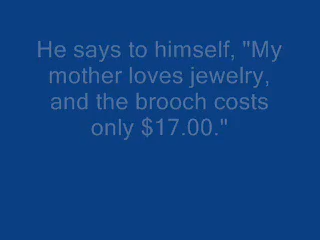 He says to himself, "My
mother loves jewelry,
and the brooch costs
only $17.00."